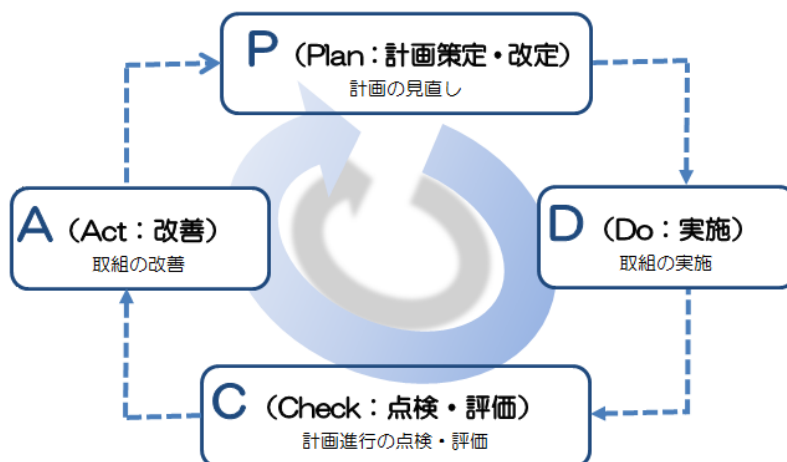 P（Plan：計画策定・改定）
計画の見直し
A（Act：改善）
取組の改善
D（Do：実施）
取組の実施
C（Check：点検・評価）
計画進行の点検・評価